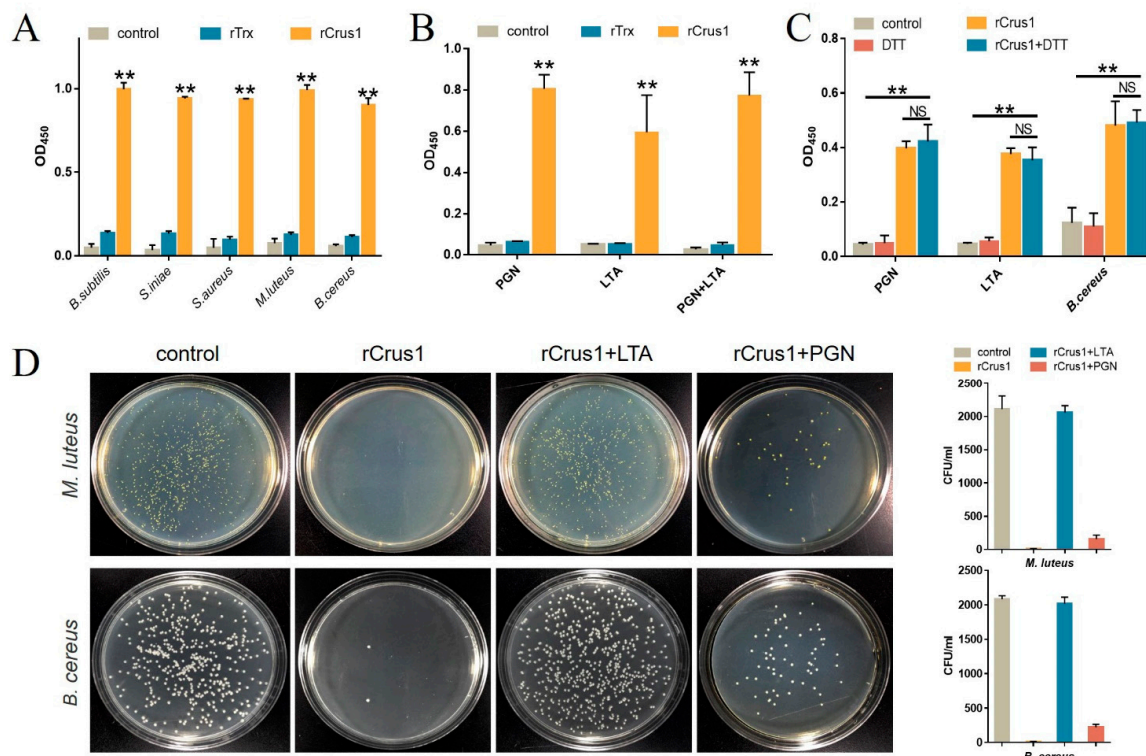 A
control rTrx rCrus1
OD450
1.0
0.5
0.0
** ** ** ** **
B.subtilis S.iniae S.aureus M.luteus B.cereus
B
control rTrx rCrus1
OD450
1.0
0.8
0.6
0.4
0.2
0.0
** ** **
PGN LTA PGN+LTA
C
control rCrus1
DTT rCrus1+DTT
OD450
0.8
0.6
0.4
0.2
0.0
** ** **
NS NS NS
PGN LTA B.cereus
D
control rCrus1 rCrus1+LTA rCrus1+PGN
M. luteus
B. cereus
control rCrus1+LTA
rCrus1 rCrus1+PGN
CFU/ml
2500
2000
1500
1000
500
0
M. luteus
CFU/ml
2500
2000
1500
1000
500
0
B. cereus